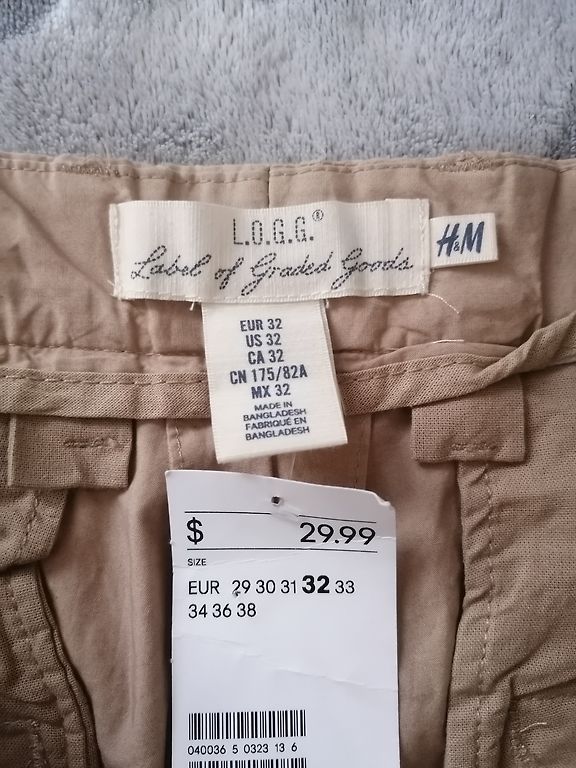 L.O.G.G.®
Label of Graded Goods
H&M
EUR 32
US 32
CA 32
CN 175/82A
MX 32
MADE IN
BANGLADESH
FABRIQUÉ EN
BANGLADESH
$ 29.99
SIZE
EUR 29 30 31 32 33
34 36 38
040036 5 0323 13 6